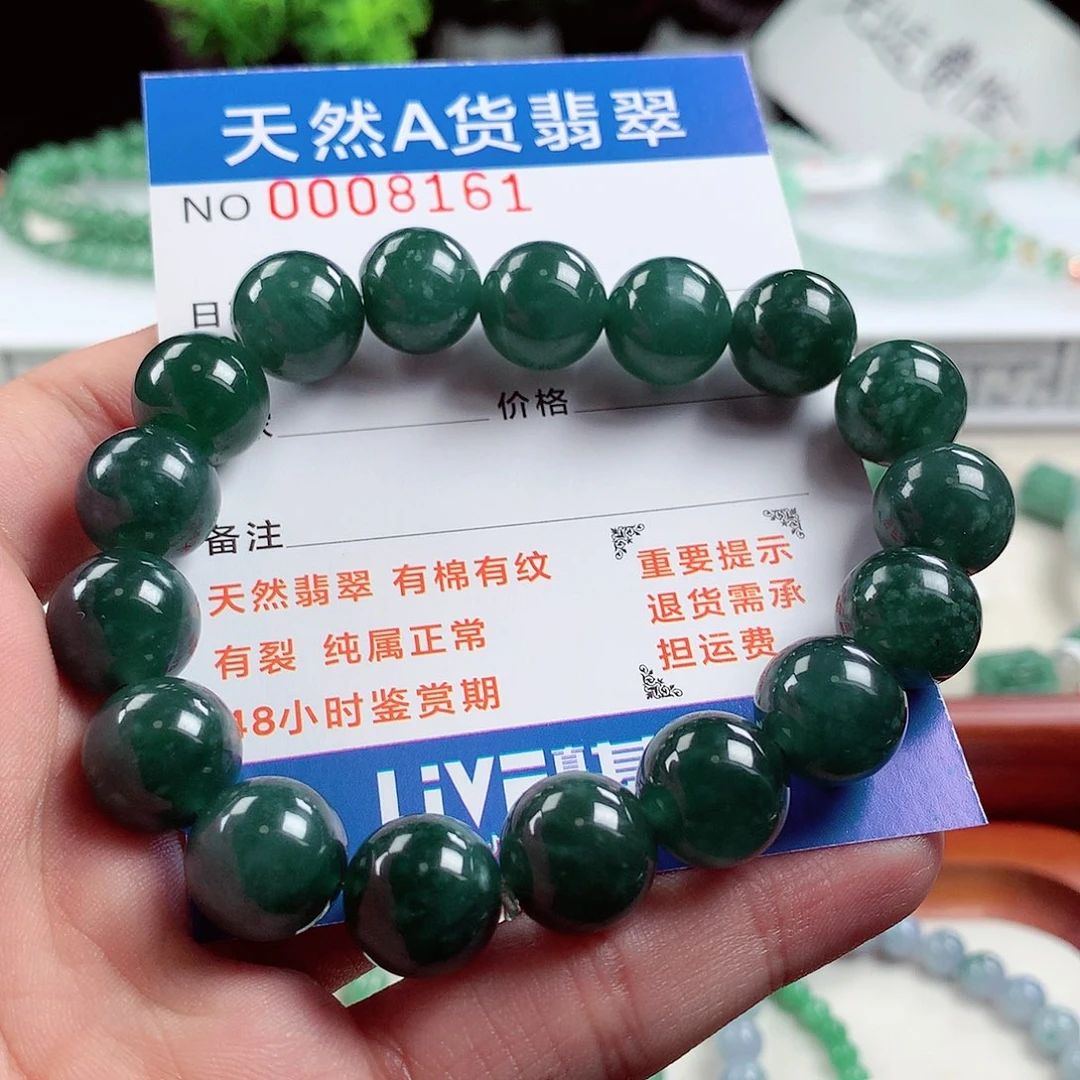 天然A货翡翠
NO 0008161
日
价格
备注
天然翡翠 有棉有纹
有裂 纯属正常
48小时鉴赏期
重要提示
退货需承
担运费